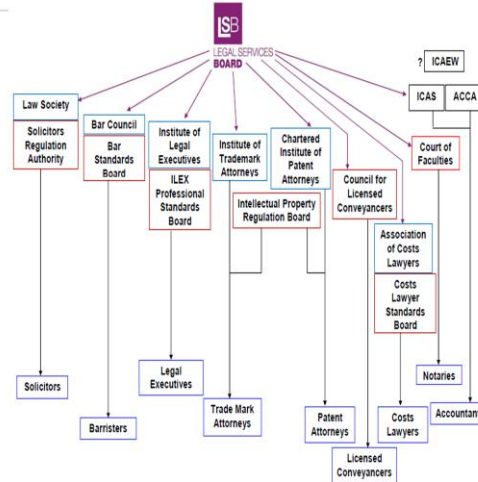 LSB
LEGAL SERVICES
BOARD
? ICAEW
ICAS ACCA
Law Society
Solicitors
Regulation
Authority
Bar Council
Bar
Standards
Board
Institute of
Legal
Executives
ILEX
Professional
Standards
Board
Institute of
Trademark
Attorneys
Chartered
Institute of
Patent
Attorneys
Intellectual Property
Regulation Board
Council for
Licensed
Conveyancers
Court of
Faculties
Association
of Costs
Lawyers
Costs
Lawyer
Standards
Board
Solicitors
Barristers
Legal
Executives
Trade Mark
Attorneys
Patent
Attorneys
Licensed
Conveyancers
Costs
Lawyers
Notaries
Accountant